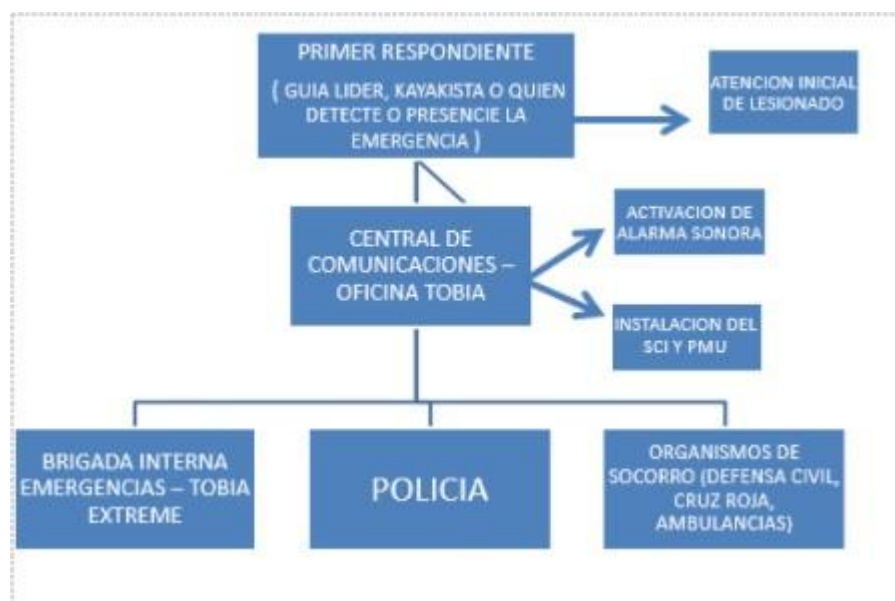 PRIMER RESPONDIENTE
( GUIA LIDER, KAYAKISTA O QUIEN
DETECTE O PRESENCIE LA
EMERGENCIA )
ATENCION INICIAL
DE LESIONADO
CENTRAL DE
COMUNICACIONES –
OFICINA TOBIA
ACTIVACION DE
ALARMA SONORA
INSTALACION DEL
SCI Y PMU
BRIGADA INTERNA
EMERGENCIAS – TOBIA
EXTREME
POLICIA
ORGANISMOS DE
SOCORRO (DEFENSA CIVIL,
CRUZ ROJA,
AMBULANCIAS)